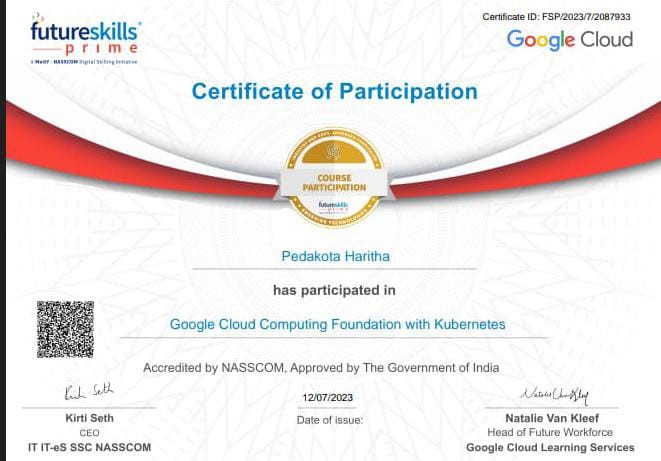 futureskills
prime
A MeitY - NASSCOM Digital Skilling Initiative
Certificate ID: FSP/2023/7/2087933
Google Cloud
Certificate of Participation
COURSE
PARTICIPATION
futureskills
prime
EMERGING TECHNOLOGIES
Pedakota Haritha
has participated in
Google Cloud Computing Foundation with Kubernetes
Accredited by NASSCOM, Approved by The Government of India
Kirti Seth
12/07/2023
Kirti Seth
CEO
IT IT-eS SSC NASSCOM
Date of issue:
Natalie Van Kleef
Head of Future Workforce
Google Cloud Learning Services